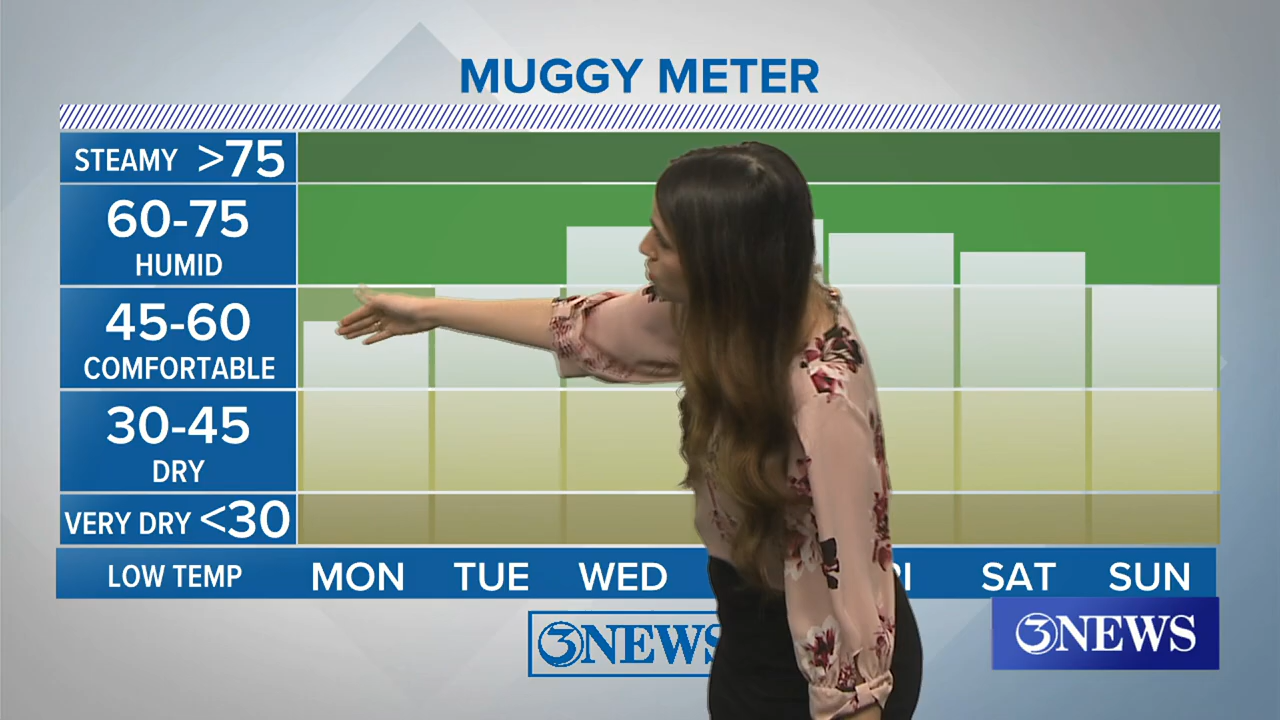 MUGGY METER
STEAMY >75
60-75
HUMID
45-60
COMFORTABLE
30-45
DRY
VERY DRY <30
LOW TEMP MON TUE WED SAT SUN
3NEWS
3NEWS